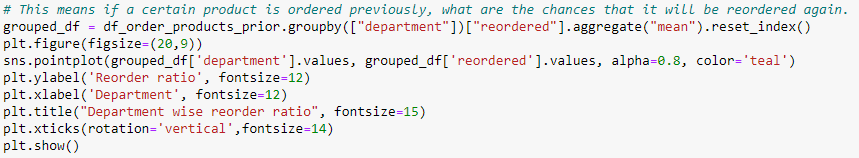 # This means if a certain product is ordered previously, what are the chances that it will be reordered again.
grouped_df = df_order_products_prior.groupby(["department"])["reordered"].aggregate("mean").reset_index()
plt.figure(figsize=(20,9))
sns.pointplot(grouped_df['department'].values, grouped_df['reordered'].values, alpha=0.8, color='teal')
plt.ylabel('Reorder ratio', fontsize=12)
plt.xlabel('Department', fontsize=12)
plt.title("Department wise reorder ratio", fontsize=15)
plt.xticks(rotation='vertical',fontsize=14)
plt.show()